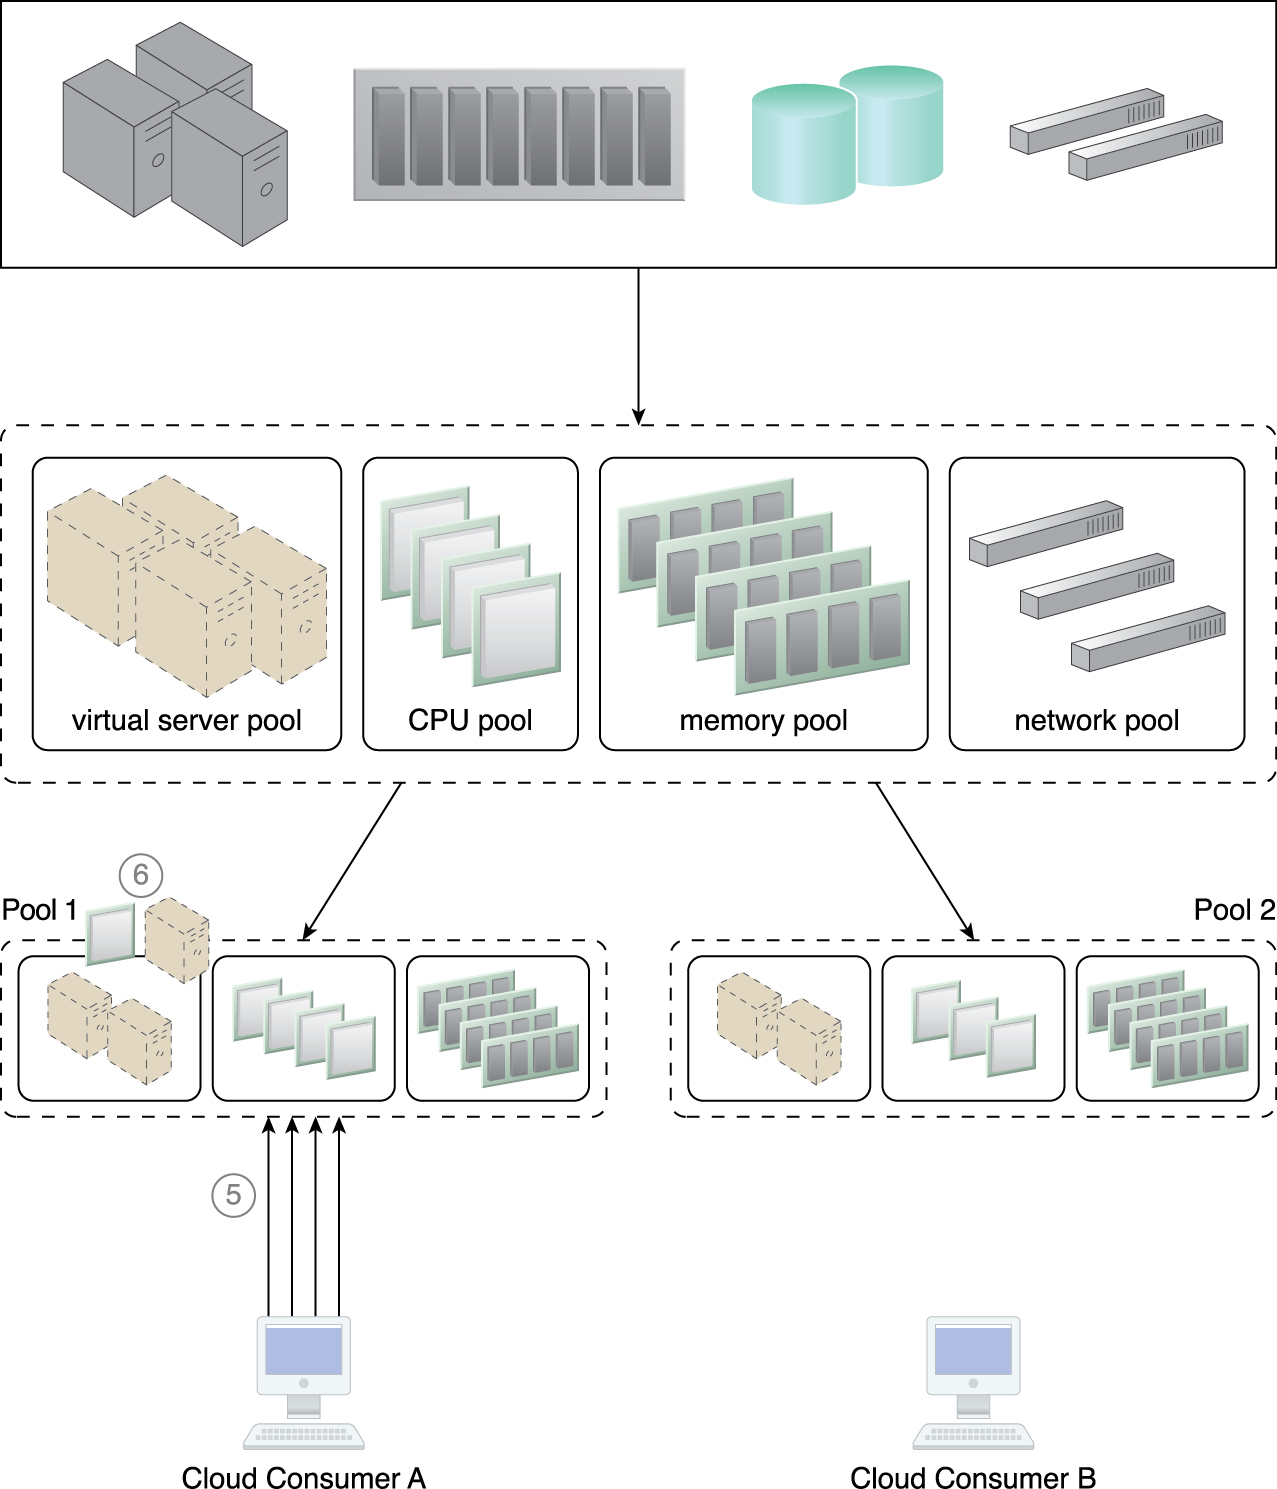 virtual server pool
CPU pool
memory pool
network pool
6
Pool 1
Pool 2
5
Cloud Consumer A
Cloud Consumer B